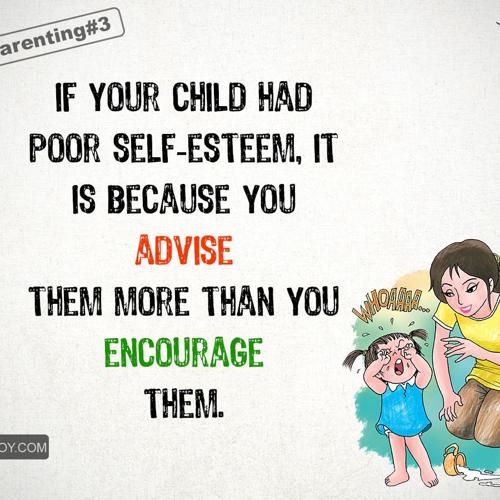 arenting#3
IF YOUR CHILD HAD
POOR SELF-ESTEEM, IT
IS BECAUSE YOU
ADVISE
THEM MORE THAN YOU
ENCOURAGE
THEM.
WHOAAAA...
OY.COM